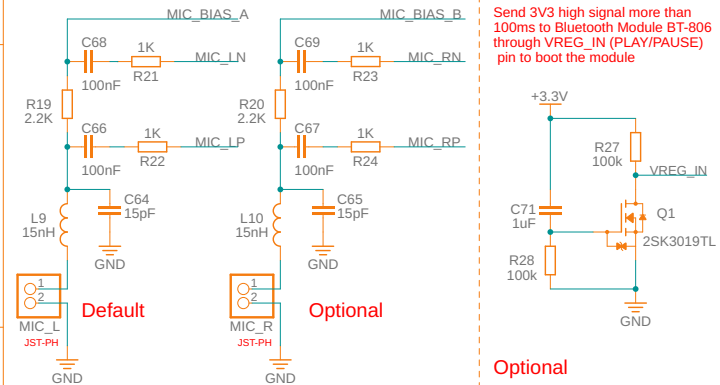 MIC_BIAS_A
C68
1K
MIC_LN
100nF
R21
R19
2.2K
C66
1K
MIC_LP
100nF
R22
C64
15pF
L9
15nH
GND
1
2
Default
MIC_L
JST-PH
GND
MIC_BIAS_B
C69
1K
MIC_RN
100nF
R23
R20
2.2K
C67
1K
MIC_RP
100nF
R24
C65
15pF
L10
15nH
GND
1
2
Optional
MIC_R
JST-PH
GND
Send 3V3 high signal more than
100ms to Bluetooth Module BT-806
through VREG_IN (PLAY/PAUSE)
pin to boot the module
+3.3V
R27
100k
VREG_IN
C71
1uF
Q1
2SK3019TL
R28
100k
GND
Optional